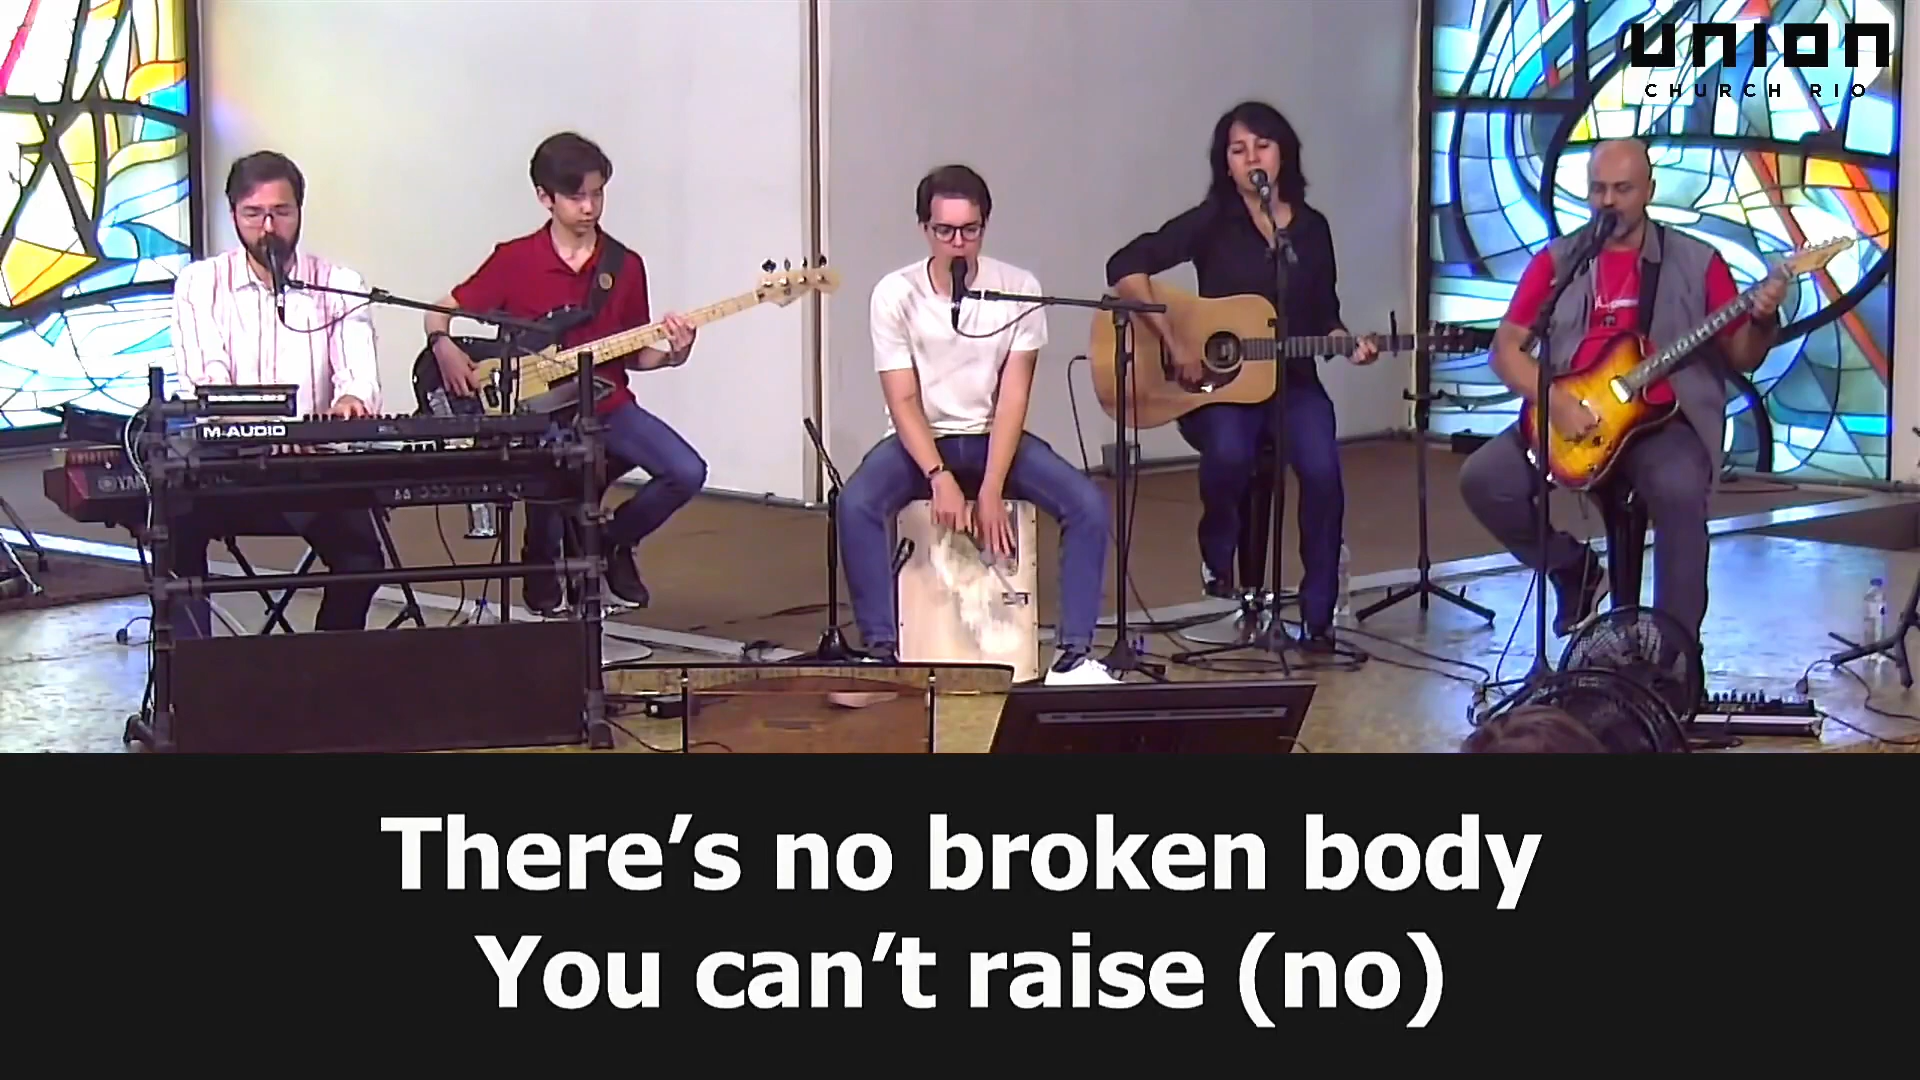 union
CHURCH RIO
M-AUDIO
There’s no broken body
You can’t raise (no)